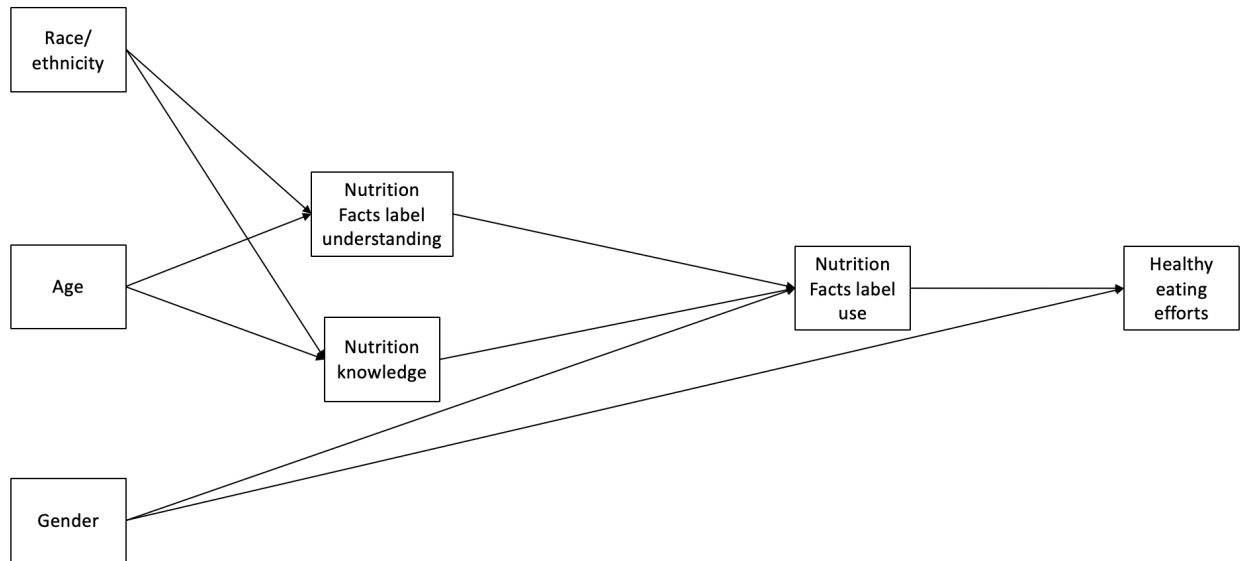 Race/
ethnicity
Nutrition
Facts label
understanding
Age
Nutrition
Facts label
use
Healthy
eating
efforts
Nutrition
knowledge
Gender